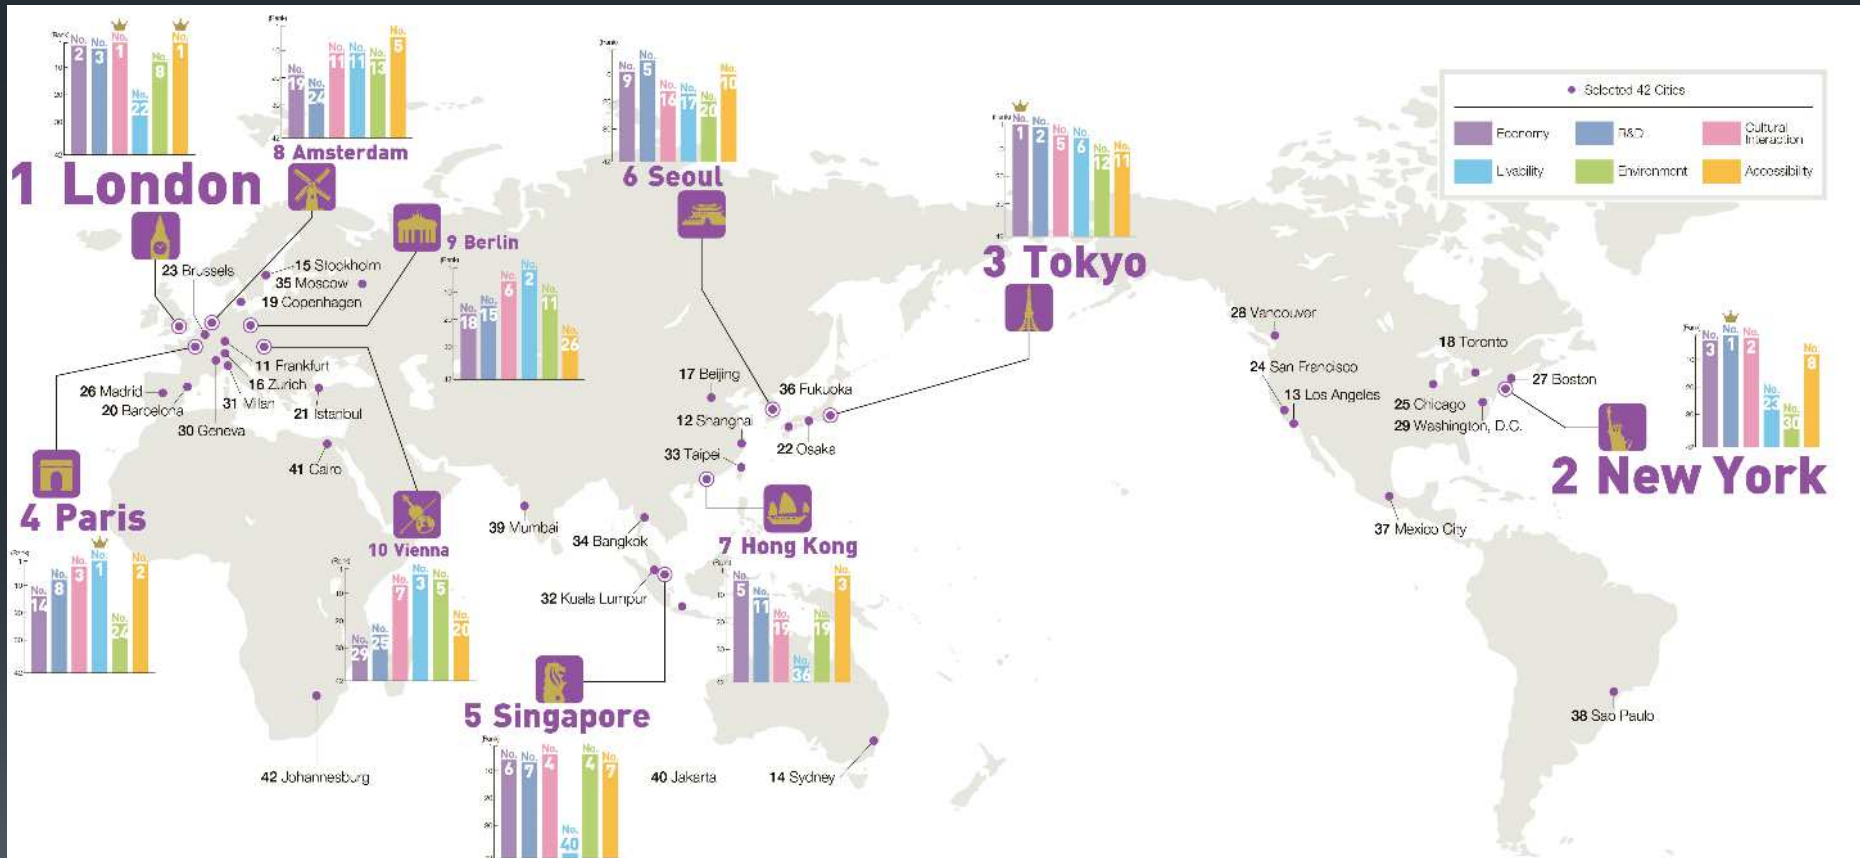 (Rank)
No. 2
No. 3
No. 1
No. 22
No. 8
No. 1
1 London
(Rank)
No. 19
No. 24
No. 11
No. 11
No. 13
No. 5
8 Amsterdam
(Rank)
No. 9
No. 5
No. 16
No. 17
No. 20
No. 10
6 Seoul
(Rank)
No. 1
No. 2
No. 5
No. 6
No. 12
No. 11
3 Tokyo
Selected 42 Cities
Economy
R&D
Cultural
Interaction
Livability
Environment
Accessibility
9 Berlin
(Rank)
No. 18
No. 15
No. 6
No. 2
No. 11
No. 26
23 Brussels
15 Stockholm
35 Moscow
19 Copenhagen
11 Frankfurt
16 Zurich
26 Madrid
20 Barcelona
31 Milan
21 Istanbul
30 Geneva
41 Cairo
17 Beijing
36 Fukuoka
12 Shanghai
22 Osaka
33 Taipei
28 Vancouver
24 San Francisco
13 Los Angeles
18 Toronto
27 Boston
25 Chicago
29 Washington, D.C.
37 Mexico City
(Rank)
No. 3
No. 1
No. 2
No. 23
No. 30
No. 8
2 New York
4 Paris
(Rank)
No. 14
No. 8
No. 3
No. 1
No. 24
No. 2
10 Vienna
(Rank)
No. 29
No. 25
No. 7
No. 3
No. 5
No. 20
39 Mumbai
34 Bangkok
32 Kuala Lumpur
7 Hong Kong
(Rank)
No. 5
No. 11
No. 19
No. 36
No. 19
No. 3
5 Singapore
(Rank)
No. 6
No. 7
No. 4
No. 40
No. 4
No. 7
42 Johannesburg
40 Jakarta
14 Sydney
38 Sao Paulo